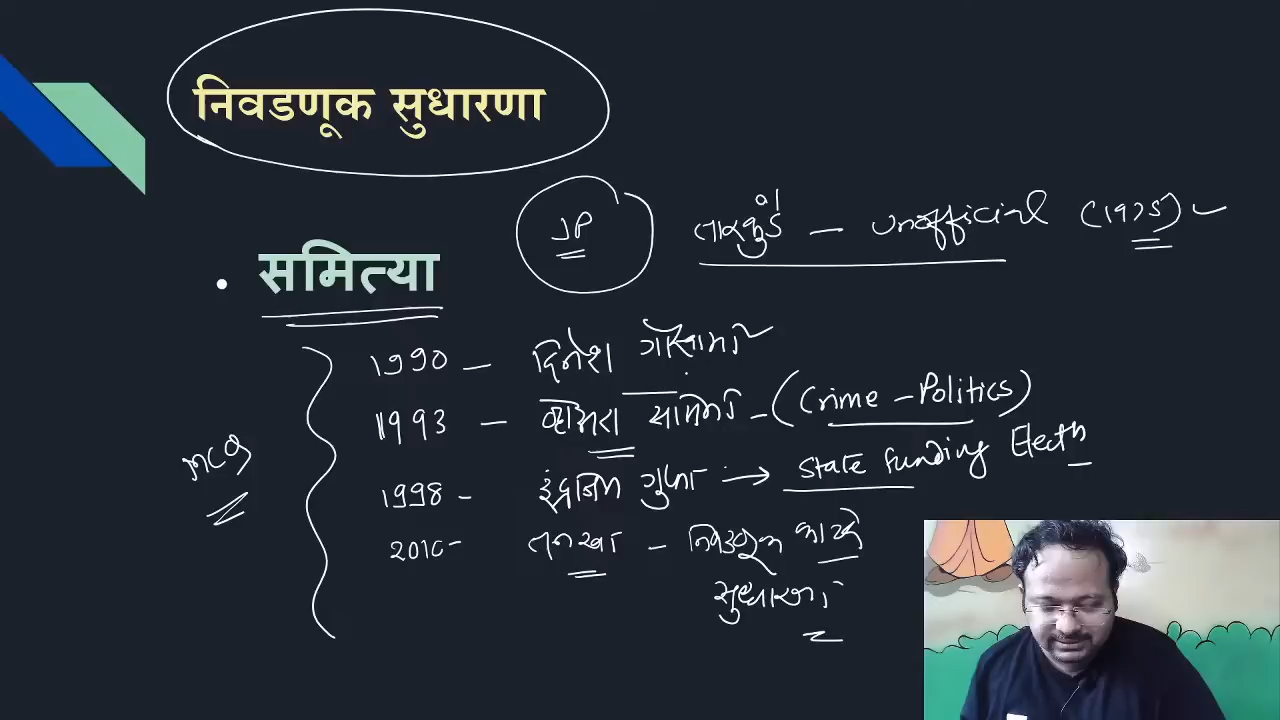 निवडणूक सुधारणा
JP
तारकुंडे — unofficial (1975)
• समित्या
1990 — दिनेश गोस्वामी
1993 — व्होमरा समिती — (Crime – Politics)
MCQ
1998 - इंद्रजित गुप्ता → state funding Electn
2010 - तनखा — निवडणूक कायदे
सुधारणा